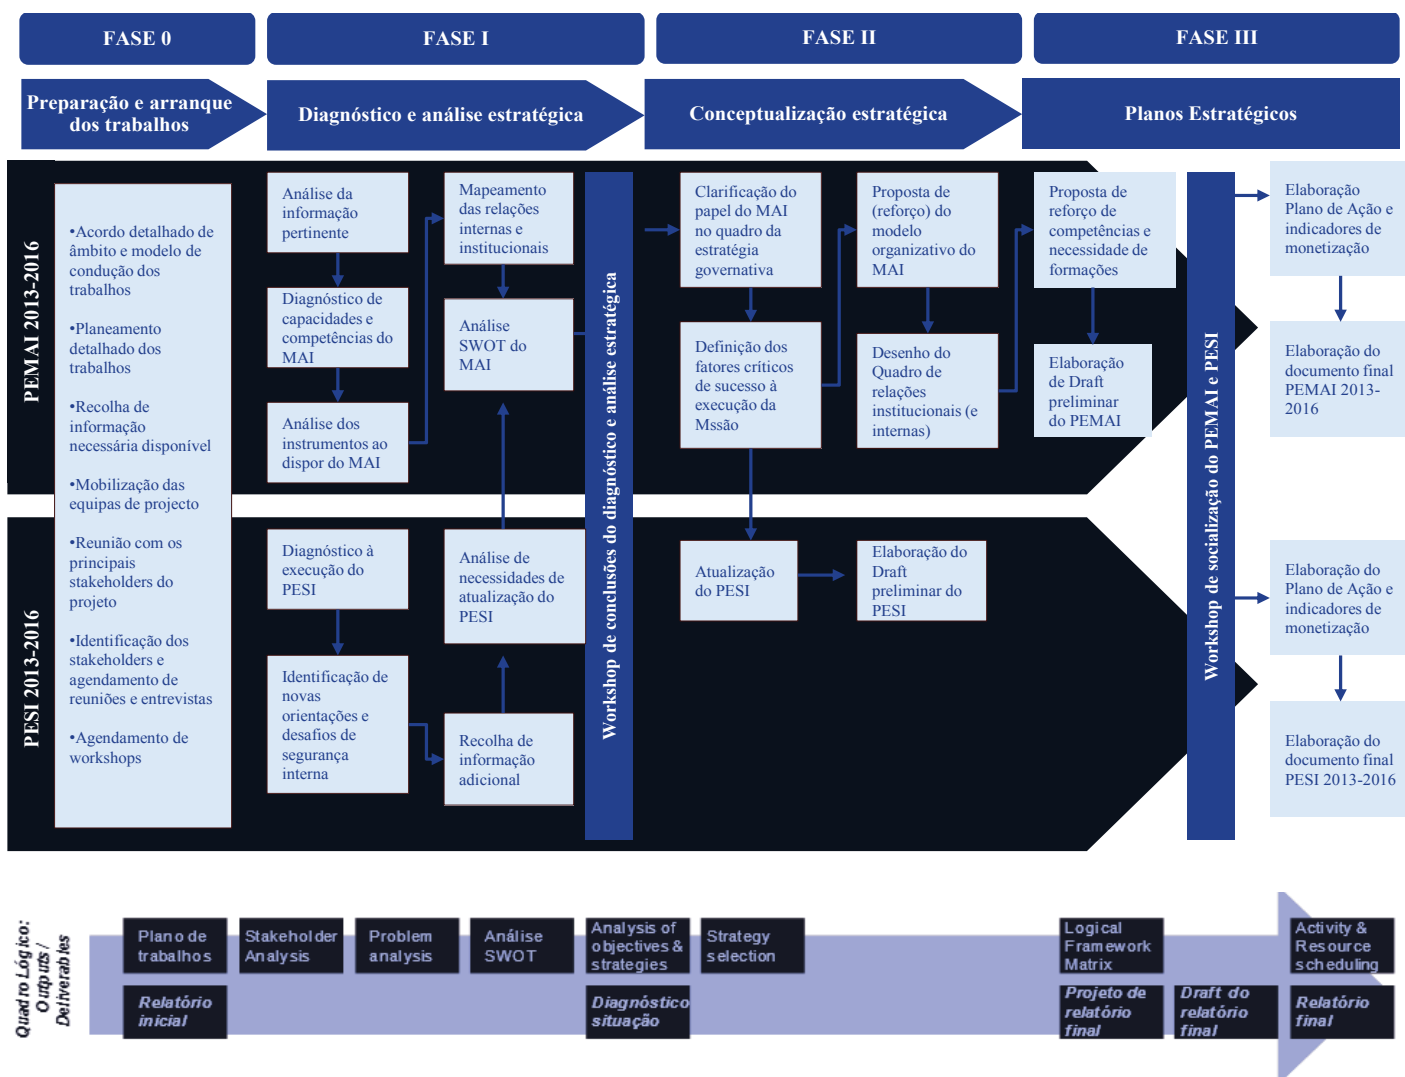 FASE 0
FASE I
FASE II
FASE III
Preparação e arranque
dos trabalhos
Diagnóstico e análise estratégica
Conceptualização estratégica
Planos Estratégicos
PEMAI 2013-2016
PESI 2013-2016
•Acordo detalhado de
âmbito e modelo de
condução dos
trabalhos
•Planeamento
detalhado dos
trabalhos
•Recolha de
informação
necessária disponível
•Mobilização das
equipas de projecto
•Reunião com os
principais
stakeholders do
projeto
•Identificação dos
stakeholders e
agendamento de
reuniões e entrevistas
•Agendamento de
workshops
Análise da
informação
pertinente
Diagnóstico de
capacidades e
competências do
MAI
Análise dos
instrumentos ao
dispor do MAI
Mapeamento
das relações
internas e
institucionais
Análise
SWOT do
MAI
Diagnóstico à
execução do
PESI
Identificação de
novas
orientações e
desafios de
segurança
interna
Análise de
necessidades de
atualização do
PESI
Recolha de
informação
adicional
Workshop de conclusões do diagnóstico e análise estratégica
Clarificação do
papel do MAI
no quadro da
estratégia
governativa
Definição dos
fatores críticos
de sucesso à
execução da
Mssão
Proposta de
(reforço) do
modelo
organizativo do
MAI
Desenho do
Quadro de
relações
institucionais (e
internas)
Atualização
do PESI
Elaboração do
Draft
preliminar do
PESI
Proposta de
reforço de
competências e
necessidade de
formações
Elaboração
de Draft
preliminar
do PEMAI
Workshop de socialização do PEMAI e PESI
Elaboração
Plano de Ação e
indicadores de
monetização
Elaboração do
documento final
PEMAI 2013-
2016
Elaboração do
Plano de Ação e
indicadores de
monetização
Elaboração do
documento final
PESI 2013-2016
Quadro Lógico:
Outputs /
Deliverables
Plano de
trabalhos
Stakeholder
Analysis
Problem
analysis
Análise
SWOT
Analysis of
objectives &
strategies
Strategy
selection
Logical
Framework
Matrix
Activity &
Resource
scheduling
Relatório
inicial
Diagnóstico
situação
Projeto de
relatório
final
Draft do
relatório
final
Relatório
final